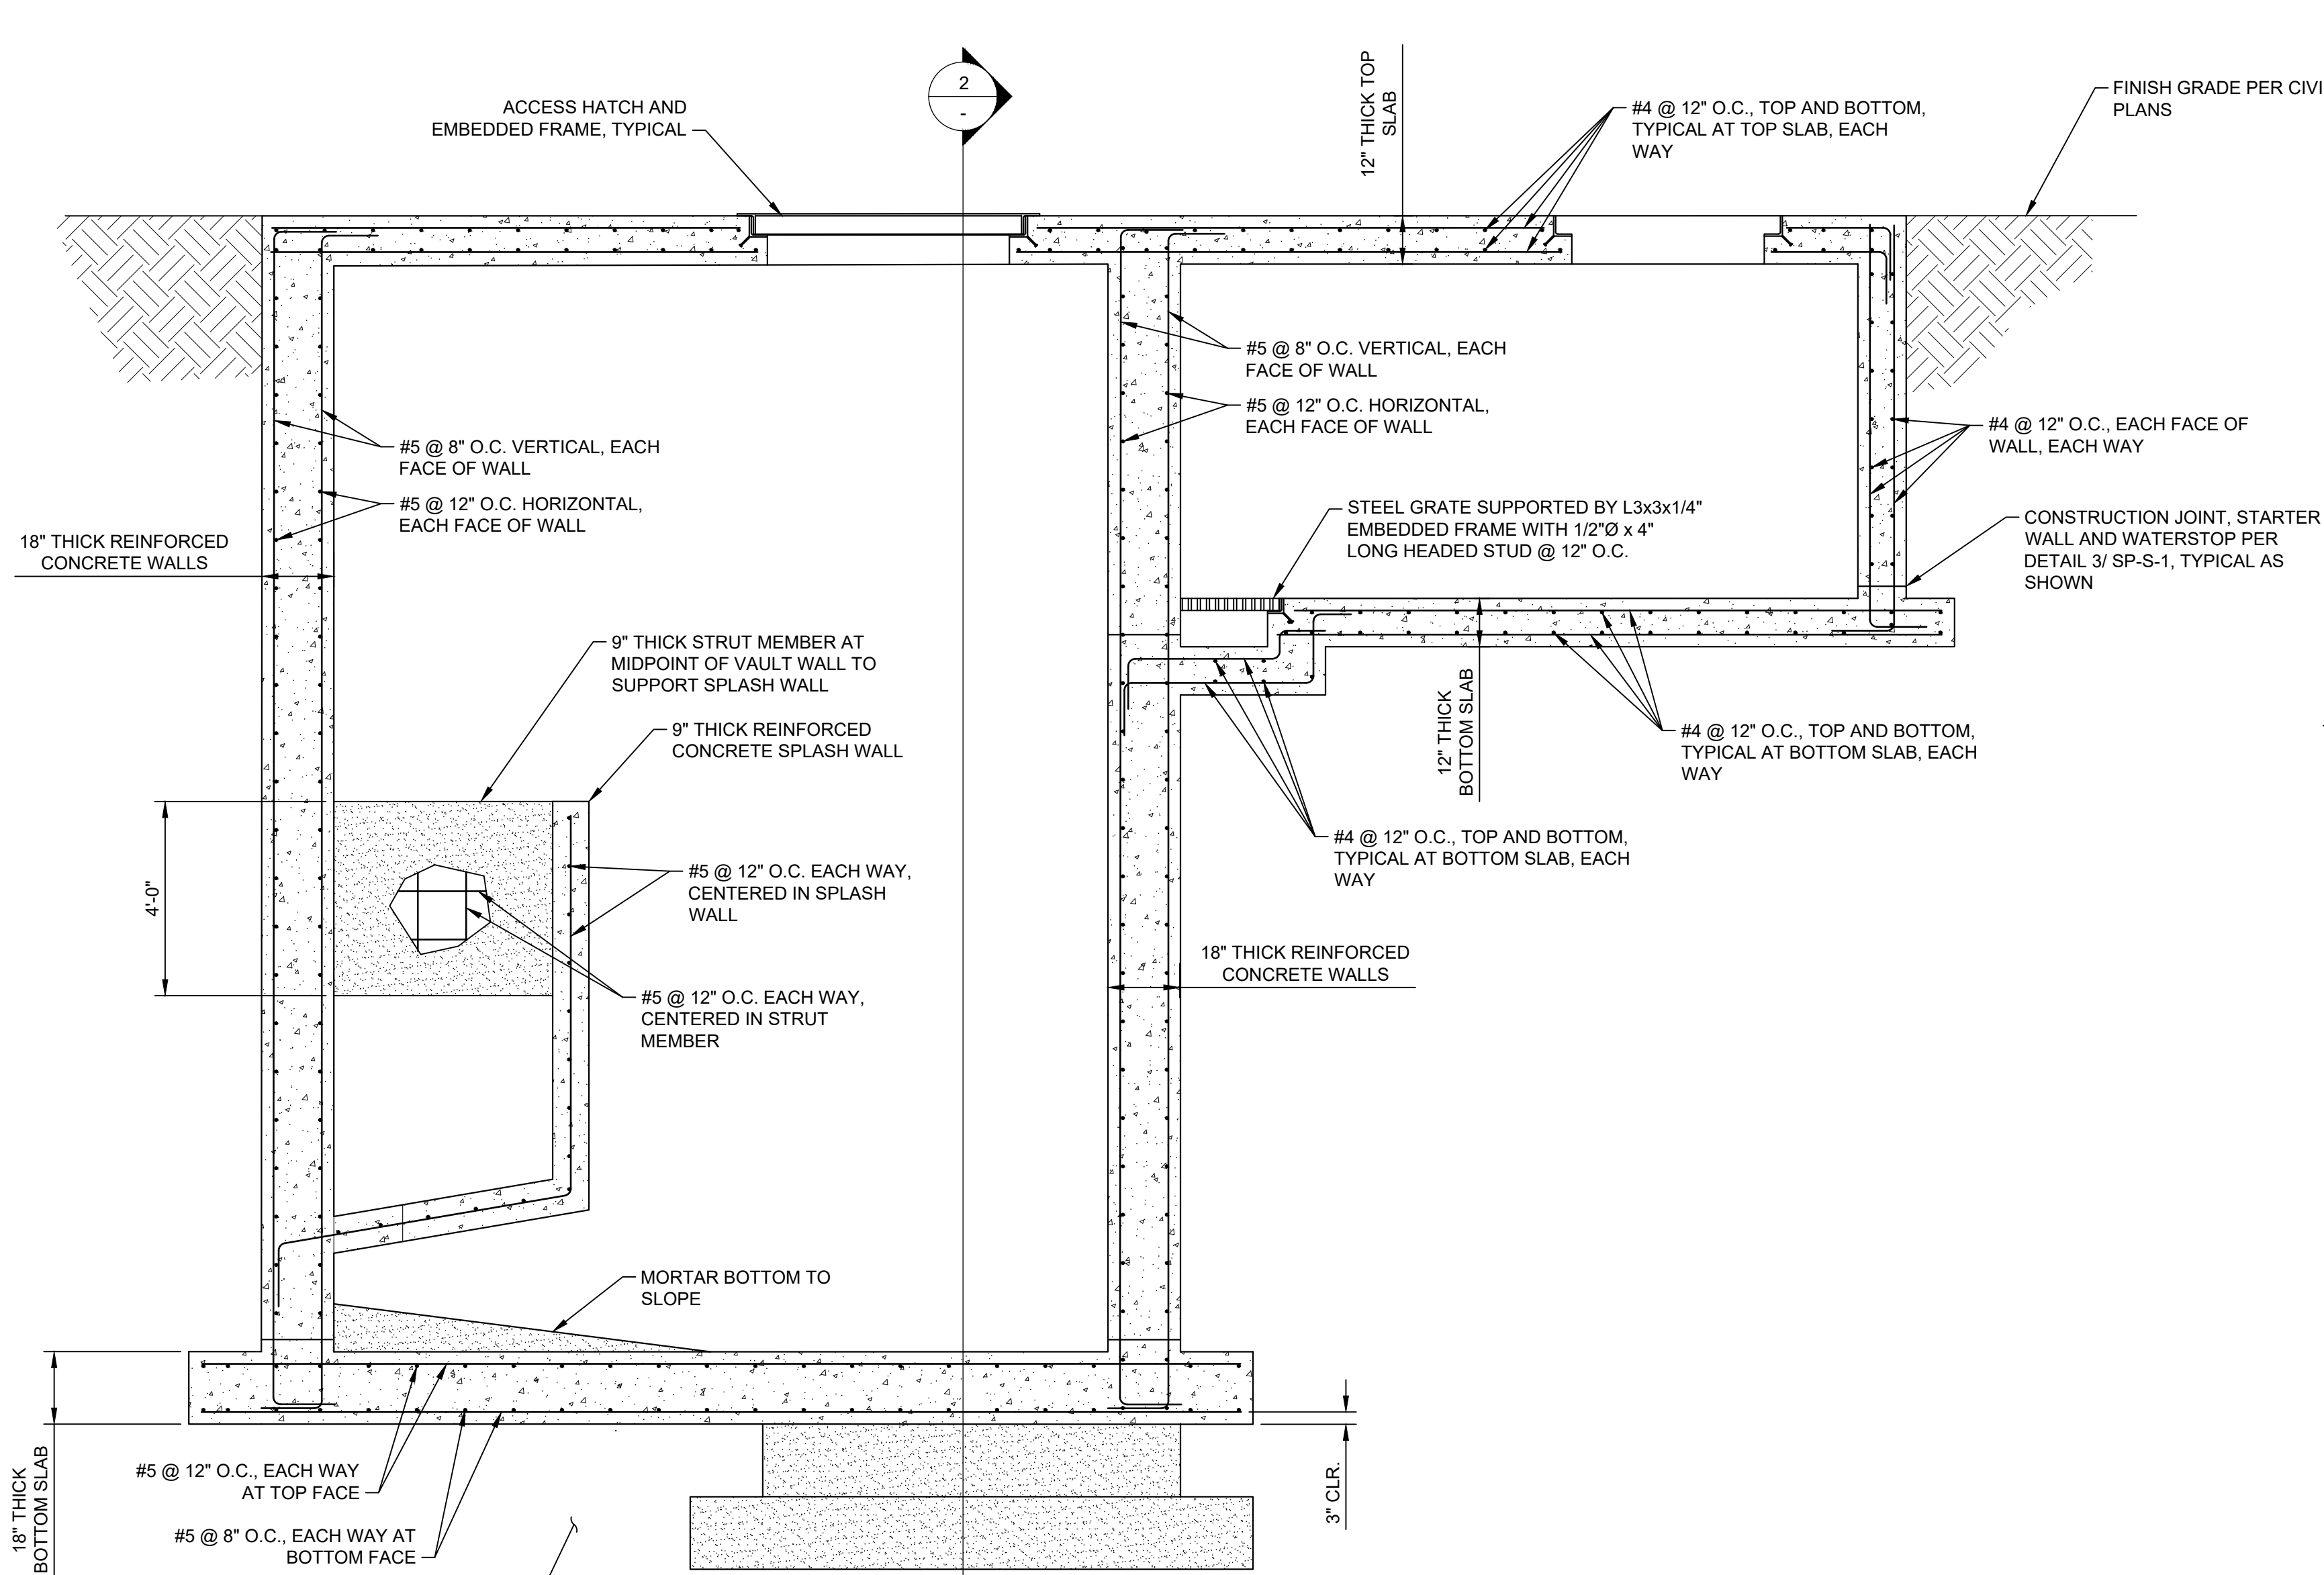 2
-
ACCESS HATCH AND
EMBEDDED FRAME, TYPICAL
12" THICK TOP
SLAB
#4 @ 12" O.C., TOP AND BOTTOM,
TYPICAL AT TOP SLAB, EACH
WAY
FINISH GRADE PER CIVI
PLANS
#5 @ 8" O.C. VERTICAL, EACH
FACE OF WALL
#5 @ 12" O.C. HORIZONTAL,
EACH FACE OF WALL
#5 @ 8" O.C. VERTICAL, EACH
FACE OF WALL
#5 @ 12" O.C. HORIZONTAL,
EACH FACE OF WALL
#4 @ 12" O.C., EACH FACE OF
WALL, EACH WAY
STEEL GRATE SUPPORTED BY L3x3x1/4"
EMBEDDED FRAME WITH 1/2"Ø x 4"
LONG HEADED STUD @ 12" O.C.
CONSTRUCTION JOINT, STARTER
WALL AND WATERSTOP PER
DETAIL 3/ SP-S-1, TYPICAL AS
SHOWN
18" THICK REINFORCED
CONCRETE WALLS
9" THICK STRUT MEMBER AT
MIDPOINT OF VAULT WALL TO
SUPPORT SPLASH WALL
9" THICK REINFORCED
CONCRETE SPLASH WALL
12" THICK
BOTTOM SLAB
#4 @ 12" O.C., TOP AND BOTTOM,
TYPICAL AT BOTTOM SLAB, EACH
WAY
#4 @ 12" O.C., TOP AND BOTTOM,
TYPICAL AT BOTTOM SLAB, EACH
WAY
4'-0"
#5 @ 12" O.C. EACH WAY,
CENTERED IN SPLASH
WALL
18" THICK REINFORCED
CONCRETE WALLS
#5 @ 12" O.C. EACH WAY,
CENTERED IN STRUT
MEMBER
MORTAR BOTTOM TO
SLOPE
18" THICK
BOTTOM SLAB
#5 @ 12" O.C., EACH WAY
AT TOP FACE
#5 @ 8" O.C., EACH WAY AT
BOTTOM FACE
3" CLR.